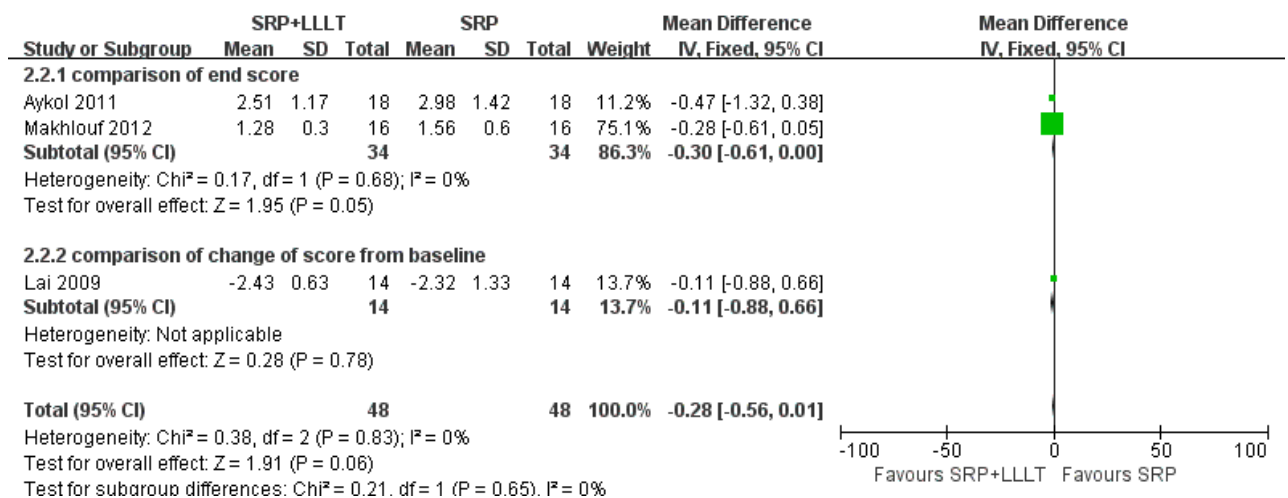 SRP+LLLT SRP Mean Difference Mean Difference
Study or Subgroup Mean SD Total Mean SD Total Weight IV, Fixed, 95% CI IV, Fixed, 95% CI
2.2.1 comparison of end score
Aykol 2011 2.51 1.17 18 2.98 1.42 18 11.2% -0.47 [-1.32, 0.38]
Makhlouf 2012 1.28 0.3 16 1.56 0.6 16 75.1% -0.28 [-0.61, 0.05]
Subtotal (95% CI) 34 34 86.3% -0.30 [-0.61, 0.00]
Heterogeneity: Chi² = 0.17, df = 1 (P = 0.68); I² = 0%
Test for overall effect: Z = 1.95 (P = 0.05)
2.2.2 comparison of change of score from baseline
Lai 2009 -2.43 0.63 14 -2.32 1.33 14 13.7% -0.11 [-0.88, 0.66]
Subtotal (95% CI) 14 14 13.7% -0.11 [-0.88, 0.66]
Heterogeneity: Not applicable
Test for overall effect: Z = 0.28 (P = 0.78)
Total (95% CI) 48 48 100.0% -0.28 [-0.56, 0.01]
Heterogeneity: Chi² = 0.38, df = 2 (P = 0.83); I² = 0%
Test for overall effect: Z = 1.91 (P = 0.06)
Test for subgroup differences: Chi² = 0.21, df = 1 (P = 0.65), I² = 0%
-100 -50 0 50 100
Favours SRP+LLLT Favours SRP